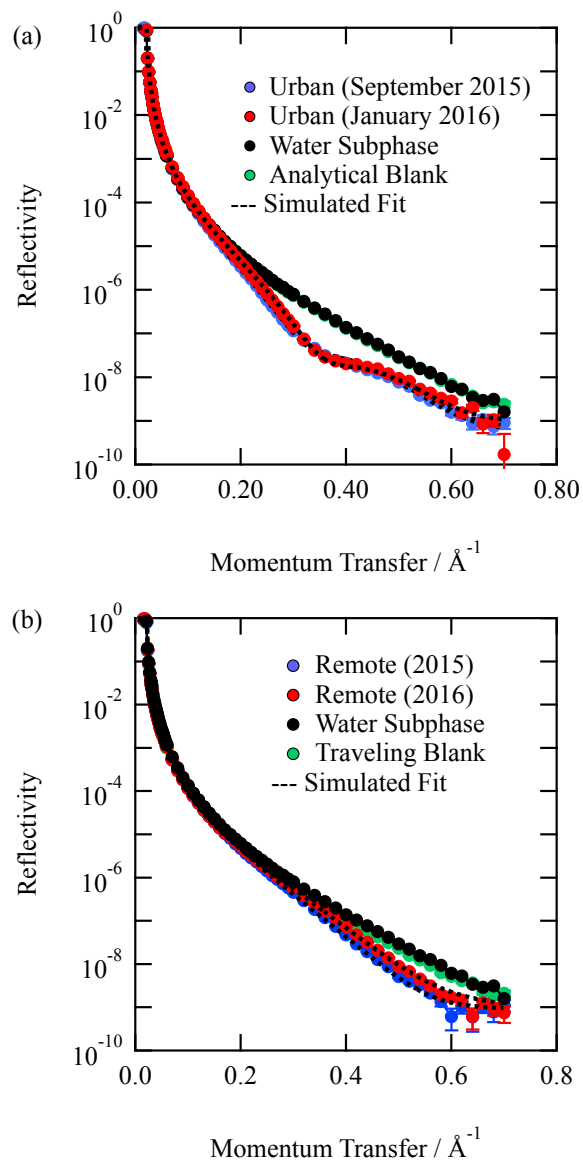 (a)
10^0
10^-2
10^-4
10^-6
10^-8
10^-10
Reflectivity
Urban (September 2015)
Urban (January 2016)
Water Subphase
Analytical Blank
Simulated Fit
0.00 0.20 0.40 0.60 0.80
Momentum Transfer / Å^-1
(b)
10^0
10^-2
10^-4
10^-6
10^-8
10^-10
Reflectivity
Remote (2015)
Remote (2016)
Water Subphase
Traveling Blank
Simulated Fit
0.0 0.2 0.4 0.6 0.8
Momentum Transfer / Å^-1